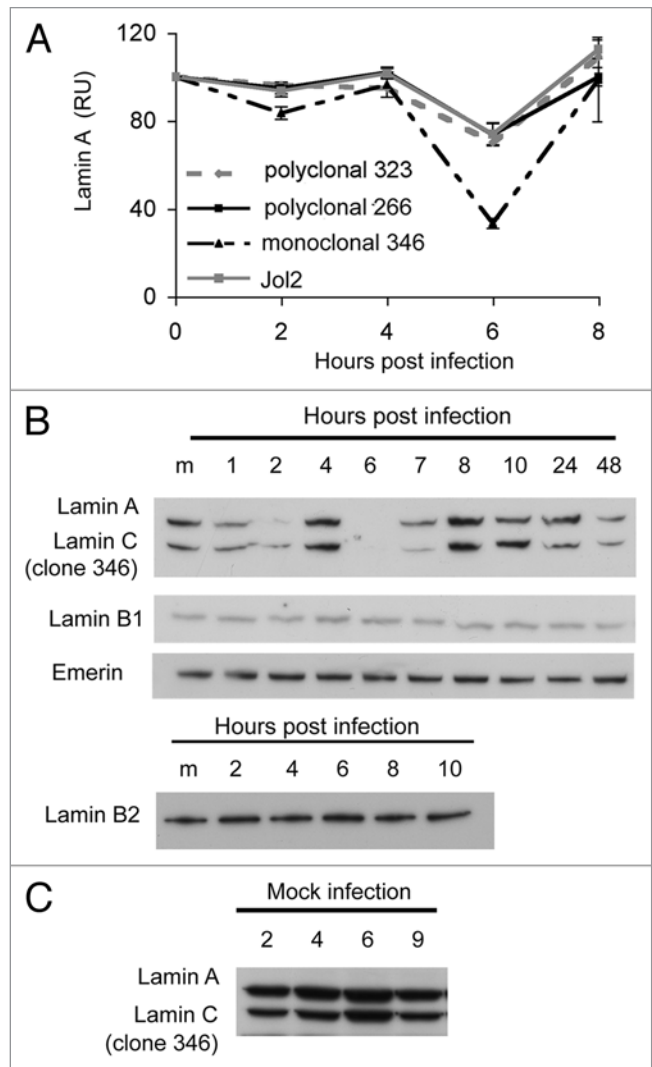 A
Lamin A (RU)
120
80
40
0
polyclonal 323
polyclonal 266
monoclonal 346
Jol2
0 2 4 6 8
Hours post infection
B
Hours post infection
m 1 2 4 6 7 8 10 24 48
Lamin A
Lamin C
(clone 346)
Lamin B1
Emerin
Hours post infection
m 2 4 6 8 10
Lamin B2
C
Mock infection
2 4 6 9
Lamin A
Lamin C
(clone 346)